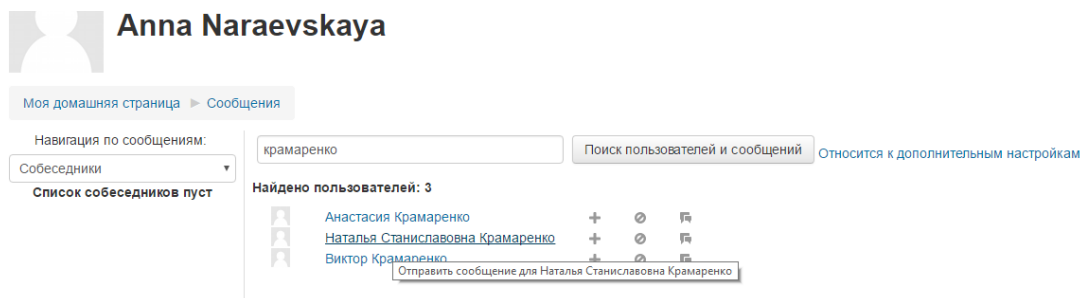 Anna Naraevskaya
Моя домашняя страница ► Сообщения
Навигация по сообщениям:
Собеседники
Список собеседников пуст
крамаренко
Поиск пользователей и сообщений
Относится к дополнительным настройкам
Найдено пользователей: 3
Анастасия Крамаренко
Наталья Станиславовна Крамаренко
Виктор Крамаренко
Отправить сообщение для Наталья Станиславовна Крамаренко